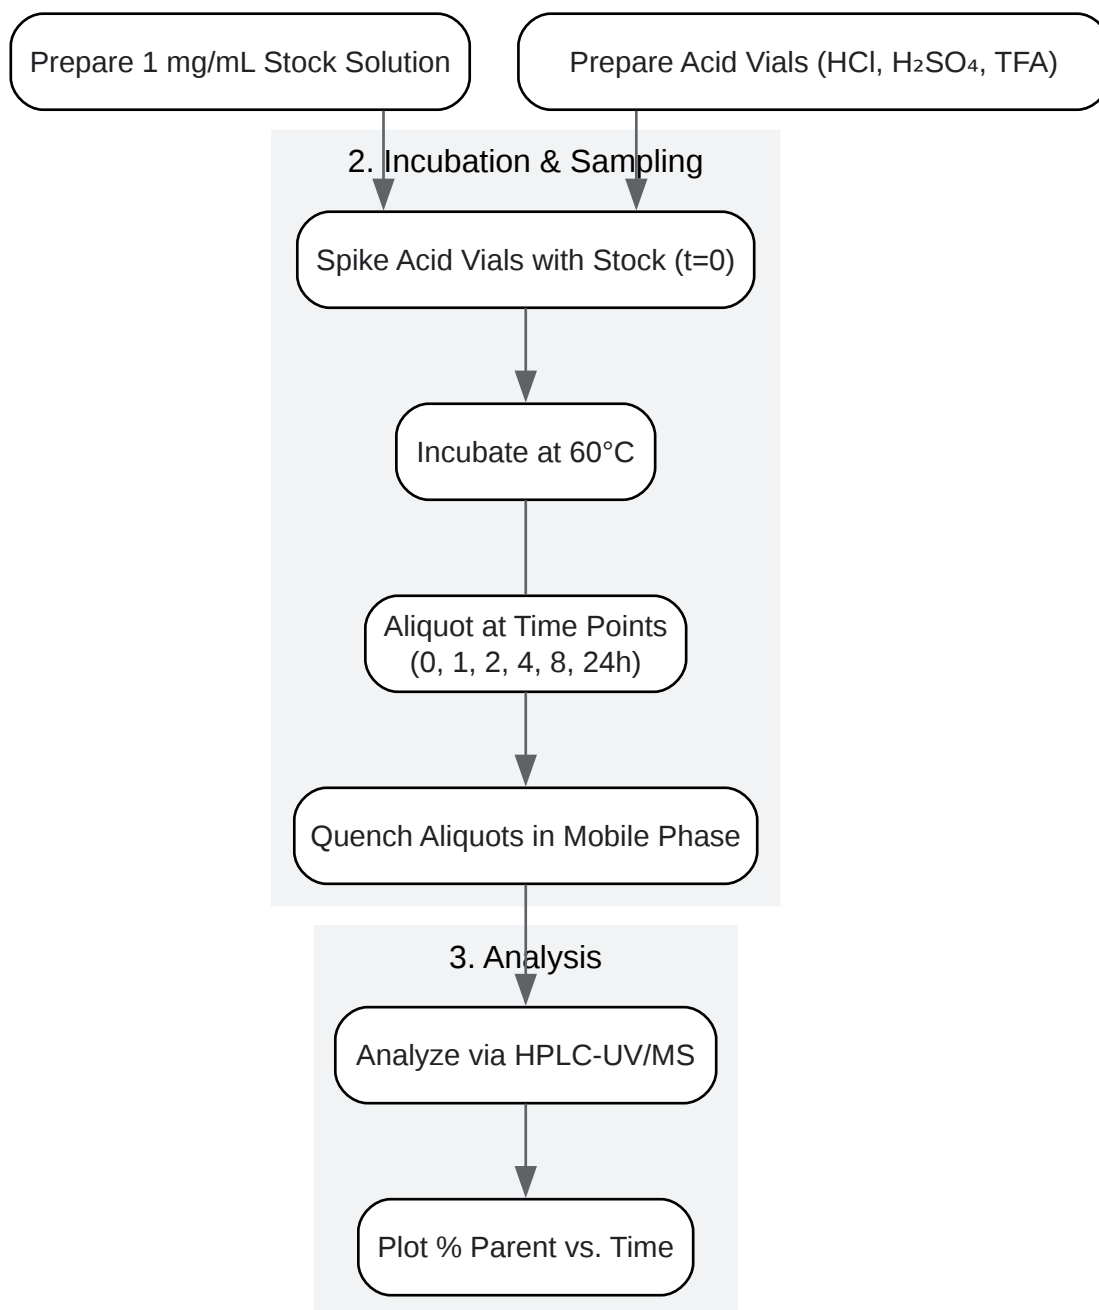 Prepare 1 mg/mL Stock Solution
Prepare Acid Vials (HCl, H₂SO₄, TFA)
2. Incubation & Sampling
Spike Acid Vials with Stock (t=0)
Incubate at 60°C
Aliquot at Time Points
(0, 1, 2, 4, 8, 24h)
Quench Aliquots in Mobile Phase
3. Analysis
Analyze via HPLC-UV/MS
Plot % Parent vs. Time